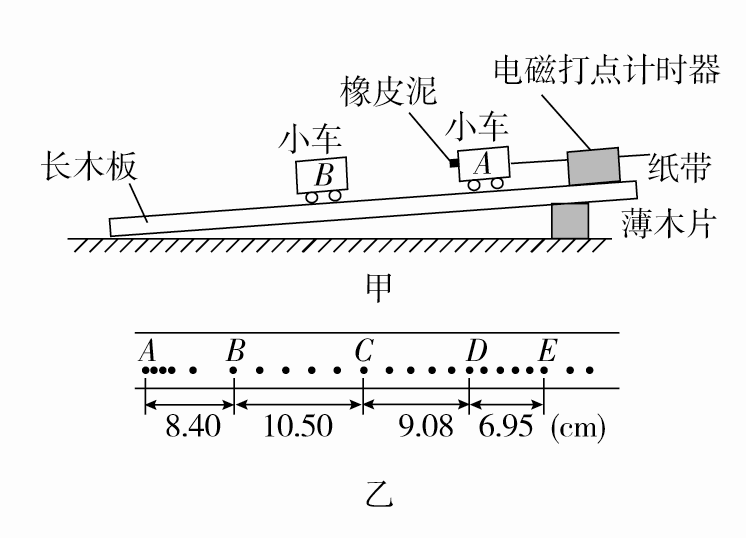 电磁打点计时器
橡皮泥
小车
小车
A
B
长木板
纸带
薄木片
甲
A B C D E
8.40 10.50 9.08 6.95 (cm)
乙